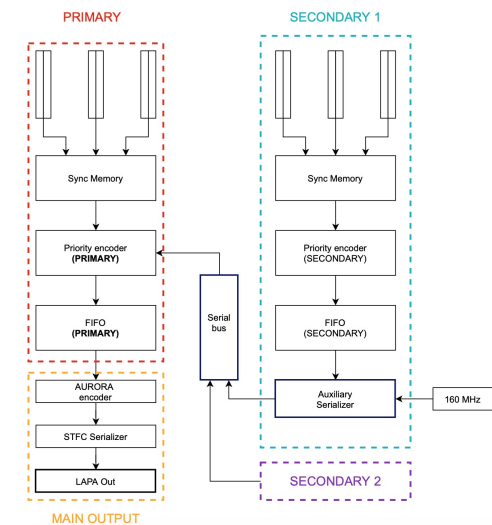 PRIMARY
SECONDARY 1
Sync Memory
Sync Memory
Priority encoder
(PRIMARY)
Priority encoder
(SECONDARY)
Serial
bus
FIFO
(PRIMARY)
FIFO
(SECONDARY)
AURORA
encoder
Auxiliary
Serializer
160 MHz
STFC Serializer
LAPA Out
SECONDARY 2
MAIN OUTPUT